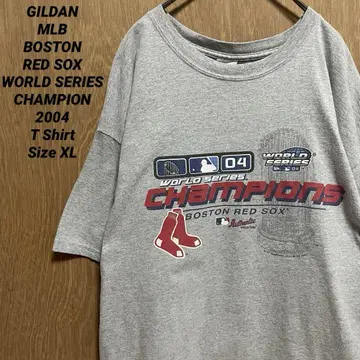 GILDAN
MLB
BOSTON
RED SOX
WORLD SERIES
CHAMPION
2004
T Shirt
Size XL
04
WORLD SERIES
WORLD SERIES
CHAMPIONS
BOSTON RED SOX
Authentic